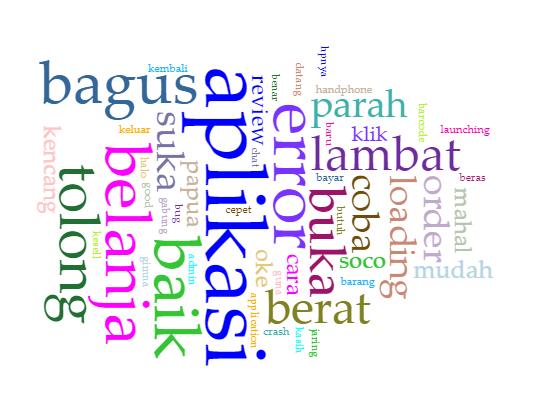 hpuya
kembali
datang
bagus
aplikasi
review
benar
handphone
error
parah
barcode
suka
keluar
baru
klik
launching
kencang
belanja
lambat
chat
halo
good
papua
tolong
bayar
beras
buka
coba
loading
order
mahal
gabung
bug
cepet
butuh
baik
kesell
admin
oke
cara
soco
mudah
guna
barang
application
berat
crash
kasih
jaring